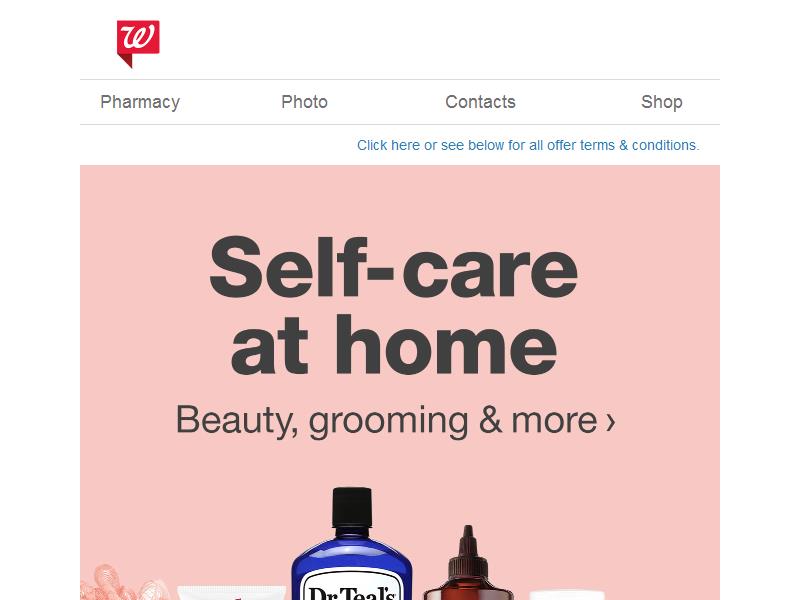 W
Pharmacy Photo Contacts Shop
Click here or see below for all offer terms & conditions.
Self-care
at home
Beauty, grooming & more ›
Dr Teal's